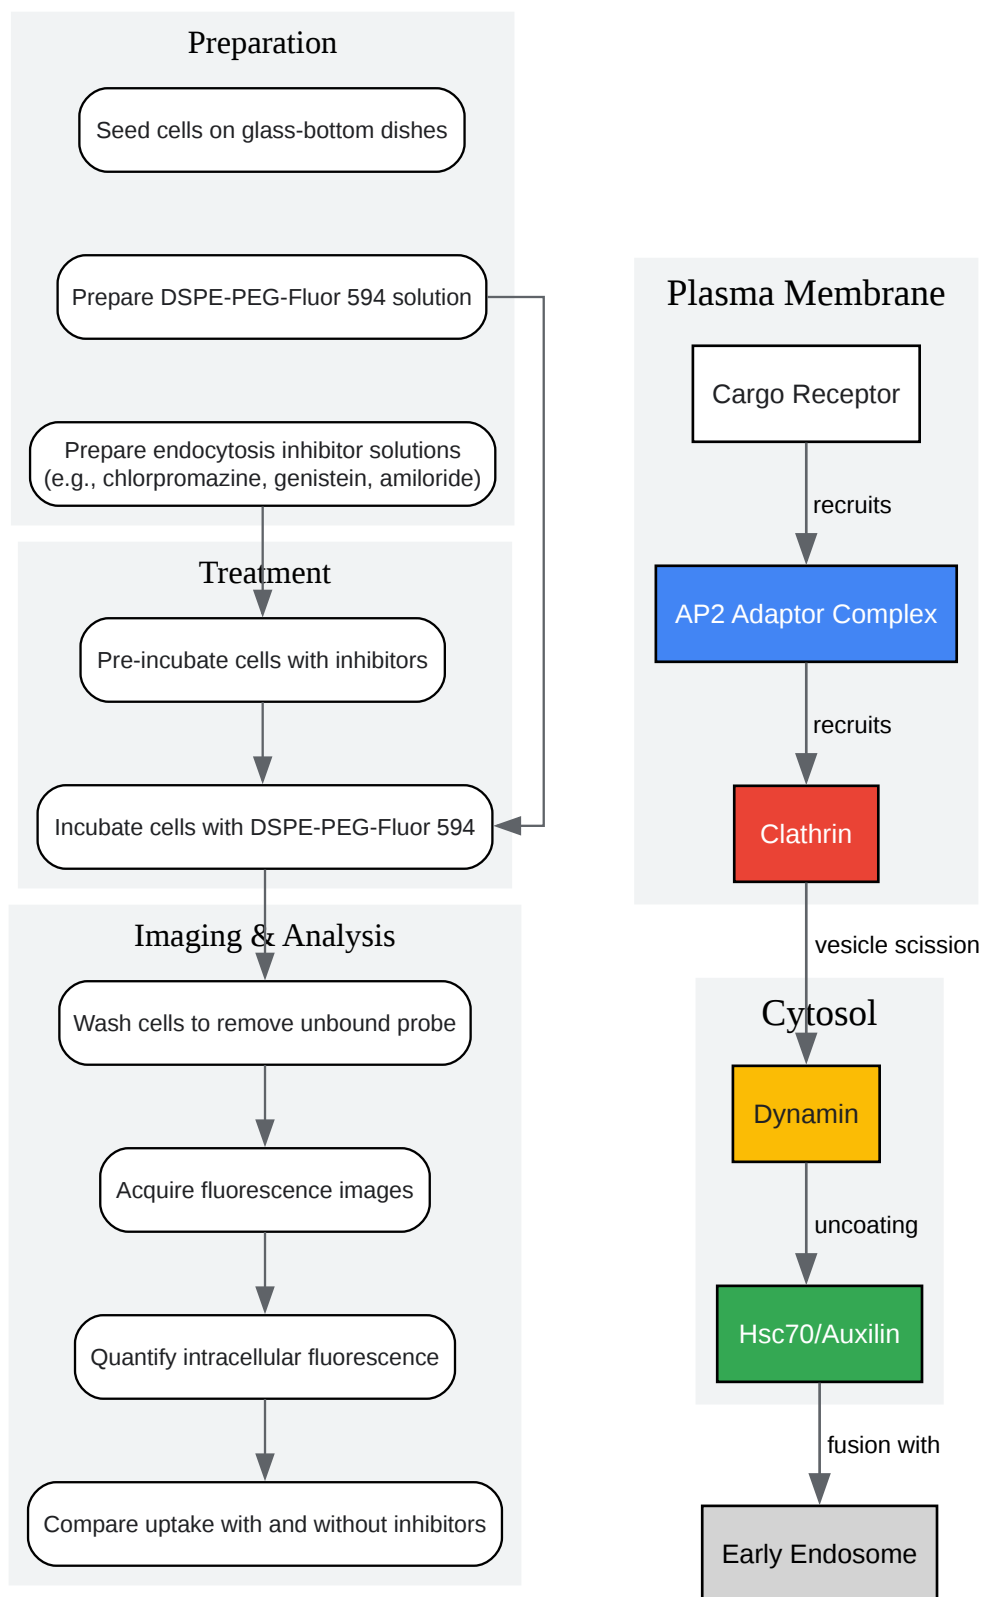 Preparation
Seed cells on glass-bottom dishes
Prepare DSPE-PEG-Fluor 594 solution
Prepare endocytosis inhibitor solutions
(e.g., chlorpromazine, genistein, amiloride)
Treatment
Pre-incubate cells with inhibitors
Incubate cells with DSPE-PEG-Fluor 594
Imaging & Analysis
Wash cells to remove unbound probe
Acquire fluorescence images
Quantify intracellular fluorescence
Compare uptake with and without inhibitors
Plasma Membrane
Cargo Receptor
recruits
AP2 Adaptor Complex
recruits
Clathrin
vesicle scission
Cytosol
Dynamin
uncoating
Hsc70/Auxilin
fusion with
Early Endosome